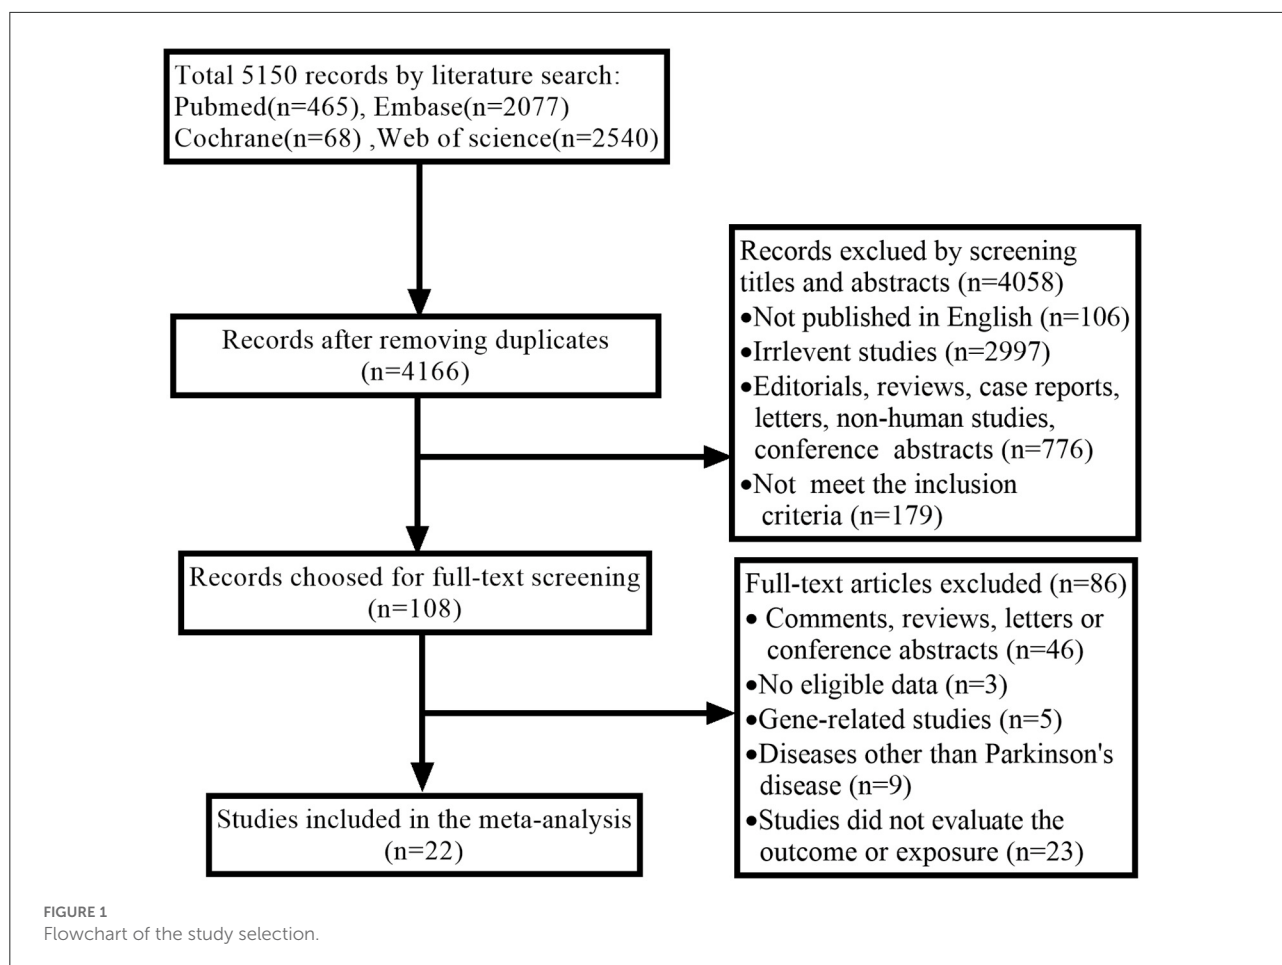 Total 5150 records by literature search:
Pubmed(n=465), Embase(n=2077)
Cochrane(n=68) ,Web of science(n=2540)
Records after removing duplicates
(n=4166)
Records exclued by screening
titles and abstracts (n=4058)
●Not published in English (n=106)
●Irrlevent studies (n=2997)
●Editorials, reviews, case reports,
letters, non-human studies,
conference abstracts (n=776)
●Not meet the inclusion
criteria (n=179)
Records choosed for full-text screening
(n=108)
Full-text articles excluded (n=86)
● Comments, reviews, letters or
conference abstracts (n=46)
●No eligible data (n=3)
●Gene-related studies (n=5)
●Diseases other than Parkinson's
disease (n=9)
●Studies did not evaluate the
outcome or exposure (n=23)
Studies included in the meta-analysis
(n=22)
FIGURE 1
Flowchart of the study selection.